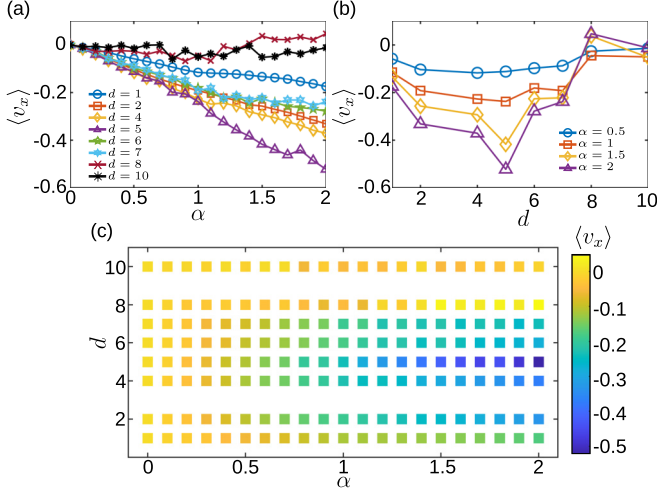 (a)
0
-0.2
-0.4
-0.6
⟨v_x⟩
d = 1
d = 2
d = 4
d = 5
d = 6
d = 7
d = 8
d = 10
0 0.5 1 1.5 2
α
(b)
0
-0.2
-0.4
-0.6
⟨v_x⟩
α = 0.5
α = 1
α = 1.5
α = 2
2 4 6 8 10
d
(c)
10
8
6
4
2
d
0 0.5 1 1.5 2
α
⟨v_x⟩
0
-0.1
-0.2
-0.3
-0.4
-0.5